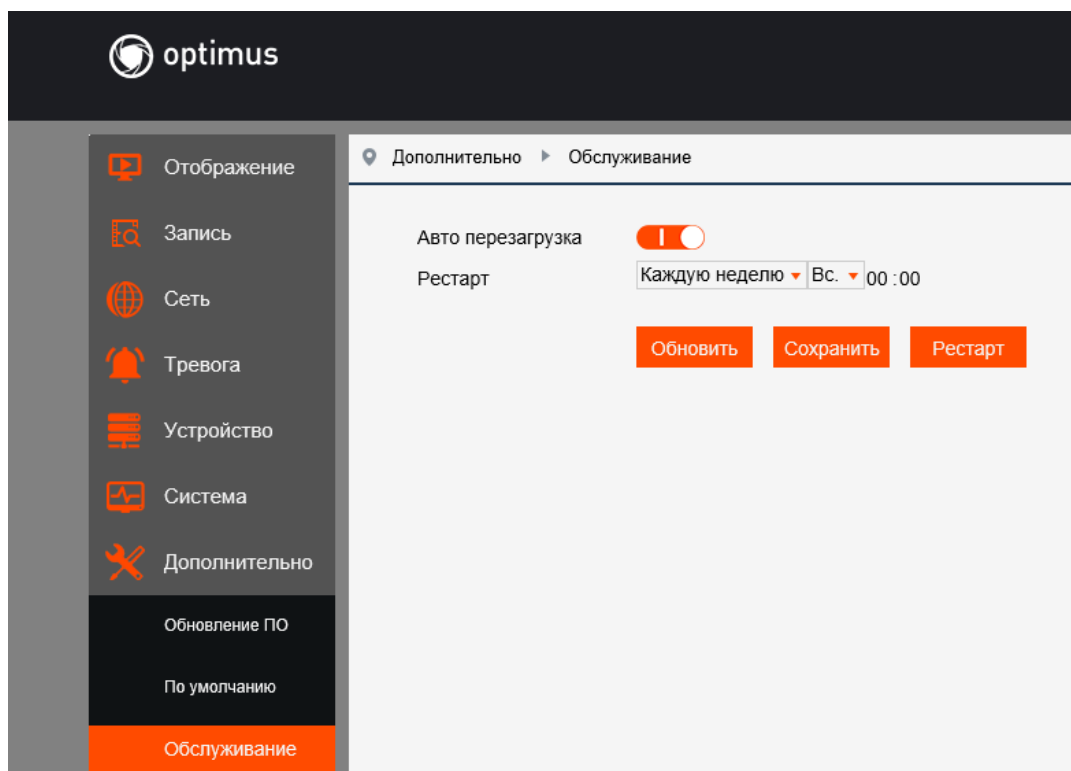 optimus
Отображение
Запись
Сеть
Тревога
Устройство
Система
Дополнительно
Обновление ПО
По умолчанию
Обслуживание
Дополнительно Обслуживание
Авто перезагрузка
Рестарт Каждую неделю Вс. 00 : 00
Обновить Сохранить Рестарт